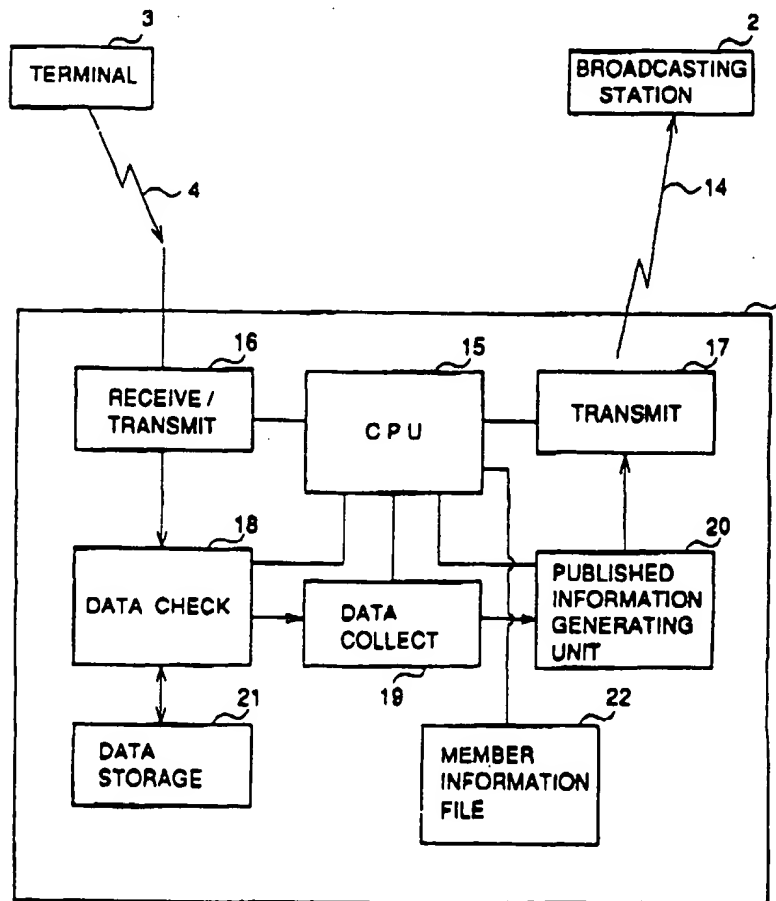 3
2
TERMINAL
BROADCASTING
STATION
4
14
16
15
17
RECEIVE /
TRANSMIT
CPU
TRANSMIT
18
20
DATA CHECK
DATA
COLLECT
PUBLISHED
INFORMATION
GENERATING
UNIT
19
21
22
DATA
STORAGE
MEMBER
INFORMATION
FILE